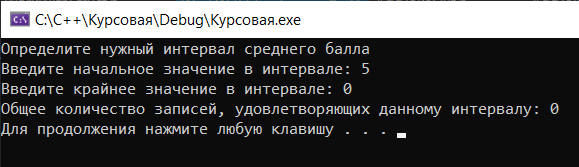 C:\C++\Курсовая\Debug\Курсовая.exe
Определите нужный интервал среднего балла
Введите начальное значение в интервале: 5
Введите крайнее значение в интервале: 0
Общее количество записей, удовлетворяющих данному интервалу: 0
Для продолжения нажмите любую клавишу . . .